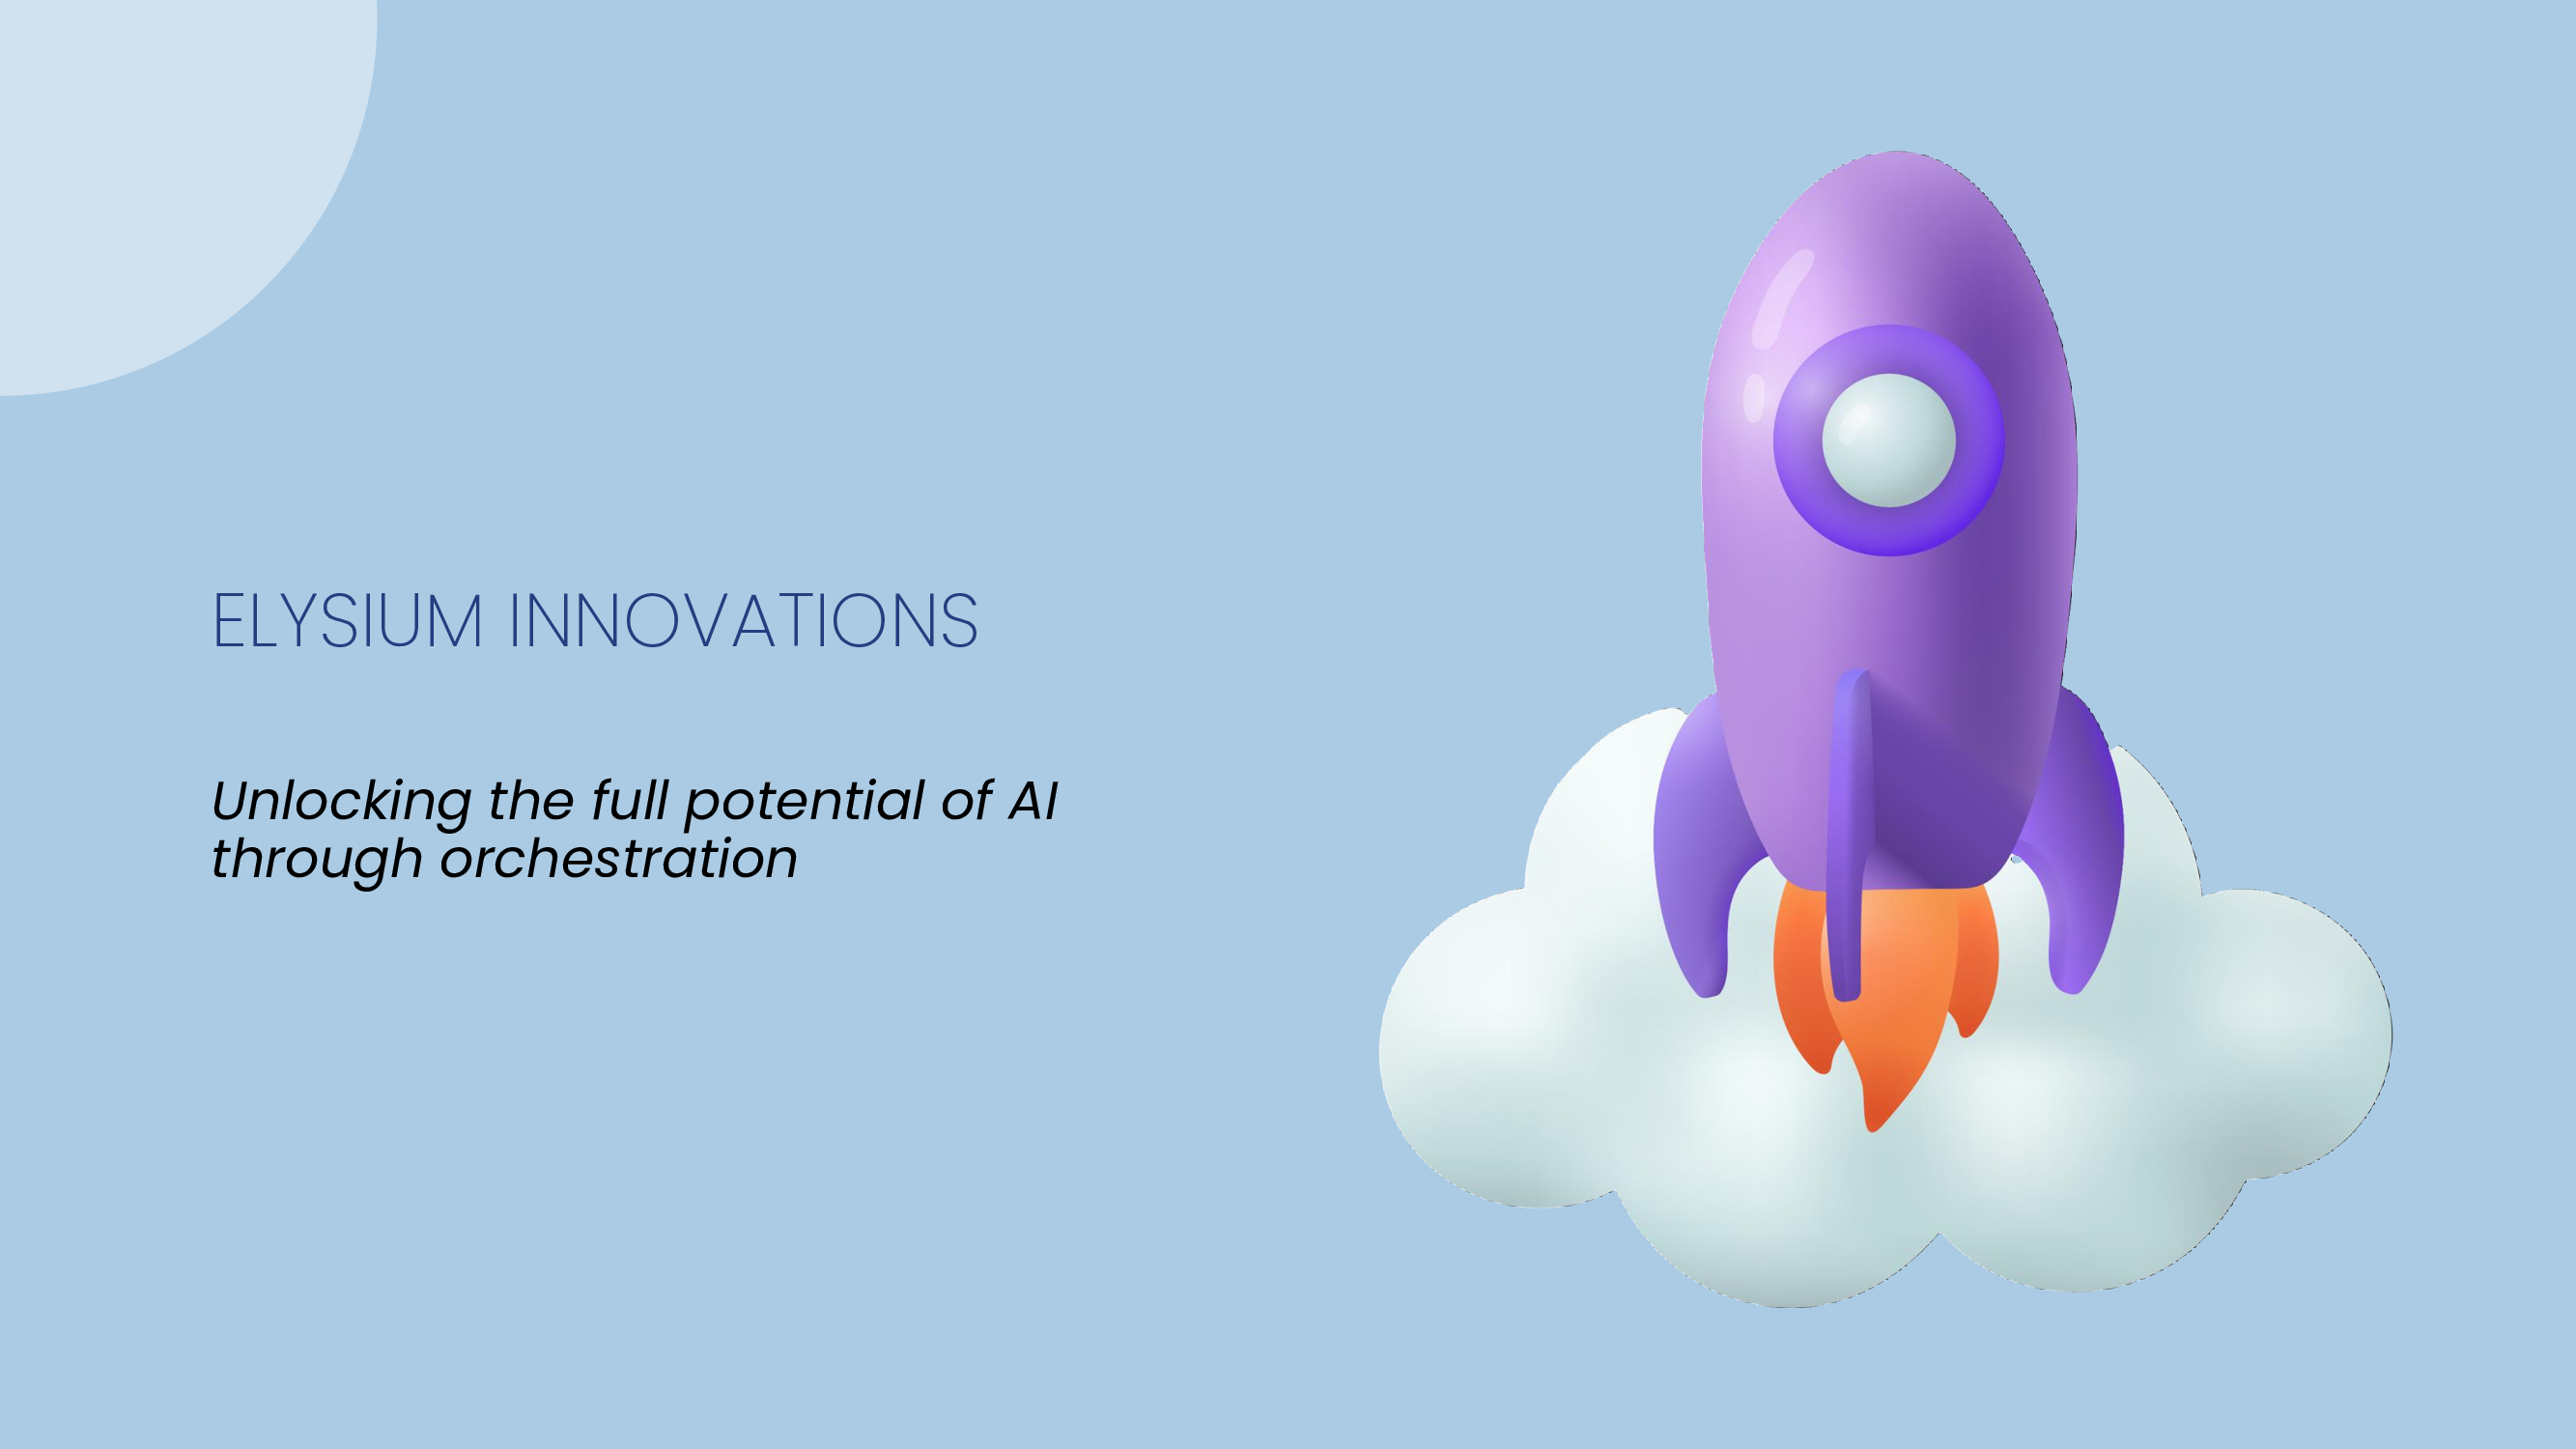 ELYSIUM INNOVATIONS
Unlocking the full potential of AI
through orchestration